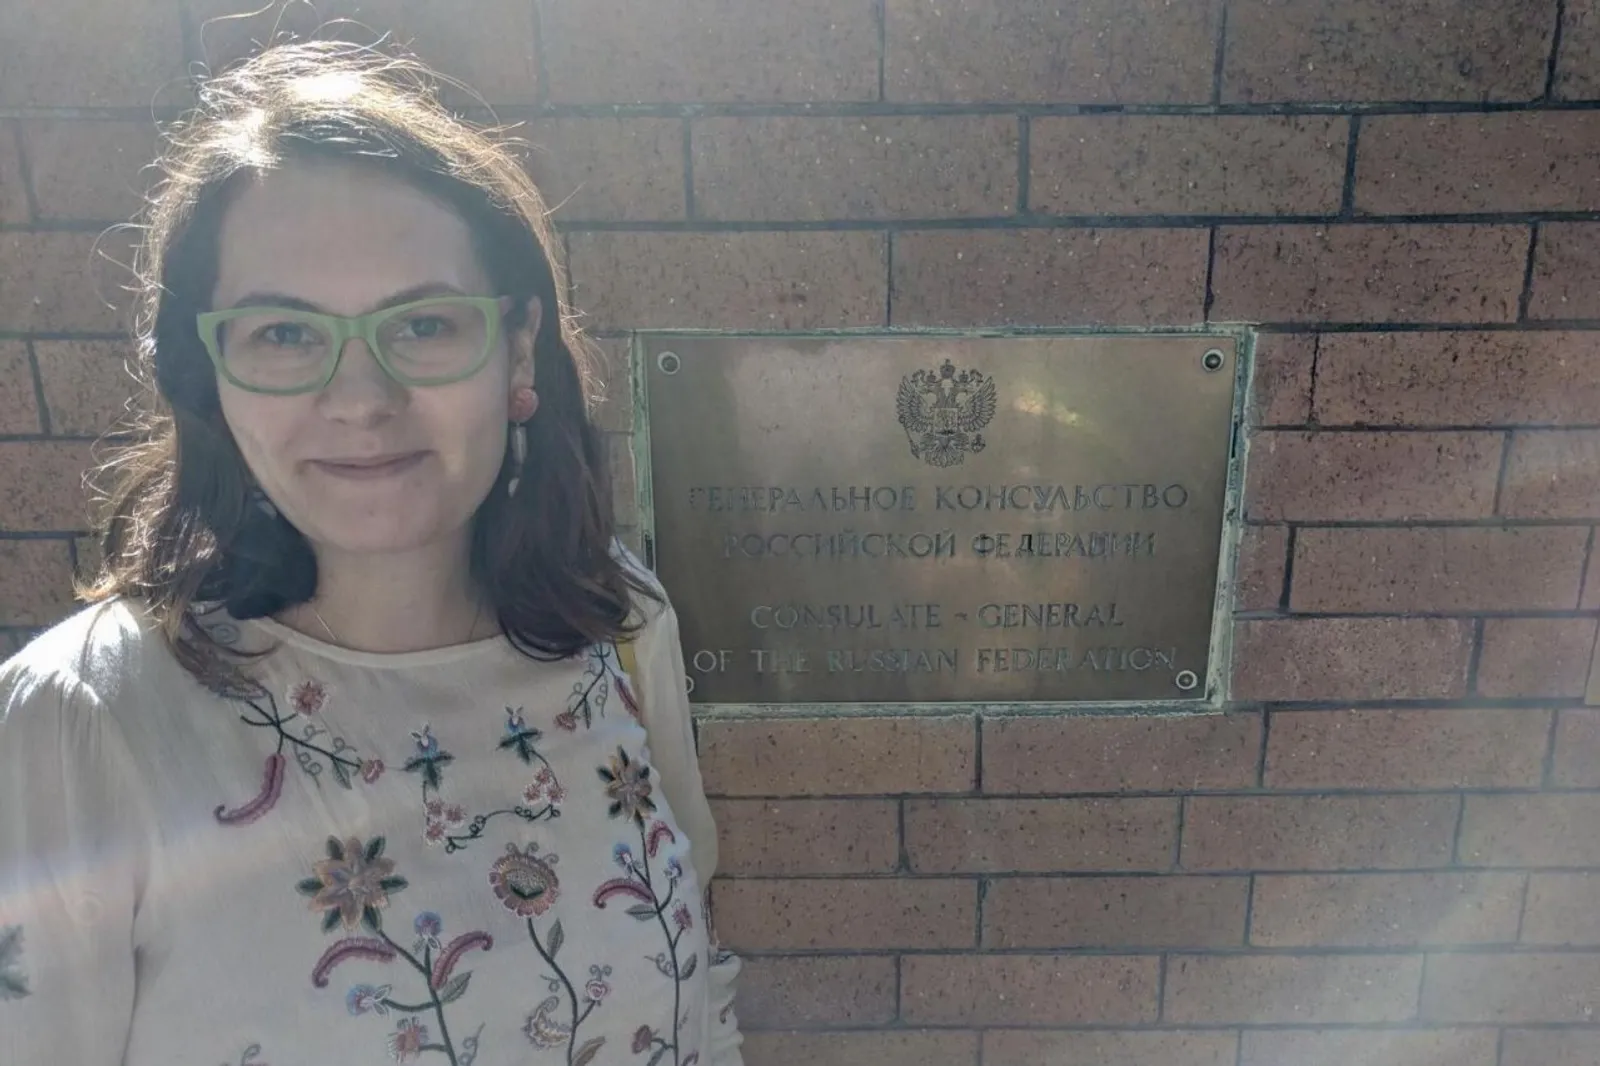 ГЕНЕРАЛЬНОЕ КОНСУЛЬСТВО
РОССИЙСКОЙ ФЕДЕРАЦИИ
CONSULATE - GENERAL
OF THE RUSSIAN FEDERATION